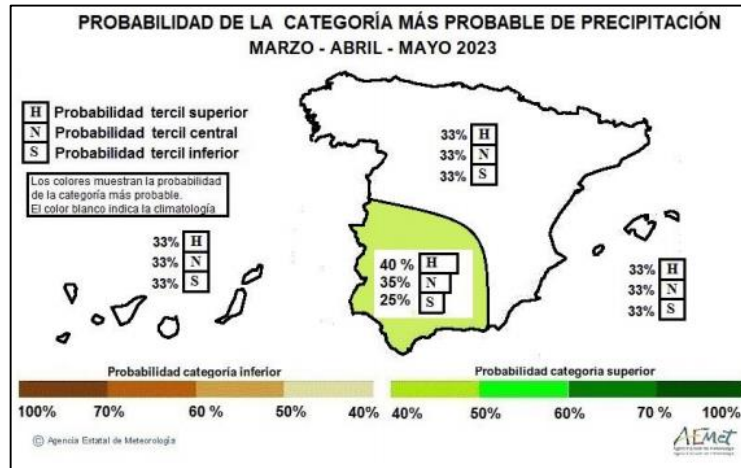 PROBABILIDAD DE LA CATEGORÍA MÁS PROBABLE DE PRECIPITACIÓN
MARZO - ABRIL - MAYO 2023
H Probabilidad tercil superior
N Probabilidad tercil central
S Probabilidad tercil inferior
Los colores muestran la probabilidad
de la categoría más probable.
El color blanco indica la climatología
33% H
33% N
33% S
33% H
33% N
33% S
40 % H
35% N
25% S
33% H
33% N
33% S
Probabilidad categoría inferior
100% 70% 60 % 50% 40%
Probabilidad categoria superior
40% 50% 60% 70 % 100%
© Agencia Estatal de Meteorología
AEMet